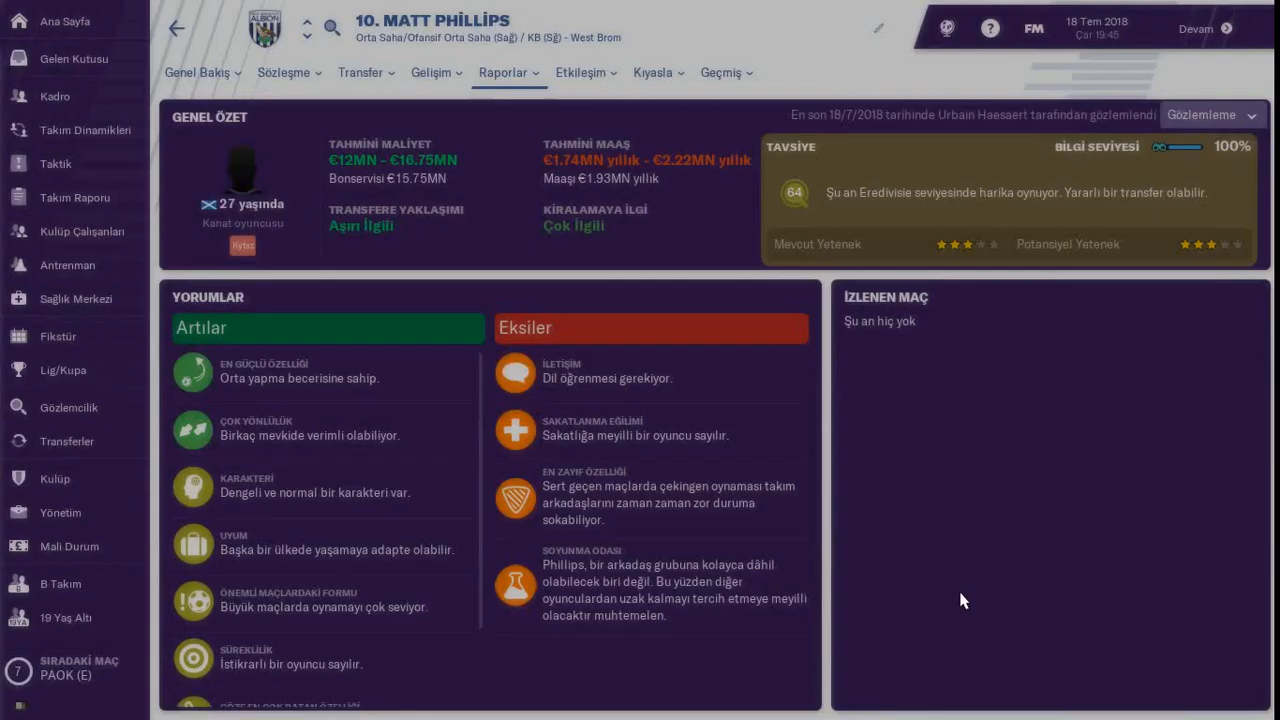 Ana Sayfa
Gelen Kutusu
Kadro
Takım Dinamikleri
Taktik
Takım Raporu
Kulüp Çalışanları
Antrenman
Sağlık Merkezi
Fikstür
Lig/Kupa
Gözlemcilik
Transferler
Kulüp
Yönetim
Mali Durum
B Takım
19 Yaş Altı
7
SIRADAKİ MAÇ
PAOK (E)
ALBION
10. MATT PHILLIPS
Orta Saha/Ofansif Orta Saha (Sağ) / KB (Sğ) - West Brom
FM
18 Tem 2018
Çar 19:45
Devam
Genel Bakış
Sözleşme
Transfer
Gelişim
Raporlar
Etkileşim
Kıyasla
Geçmiş
GENEL ÖZET
En son 18/7/2018 tarihinde Urbain Haesaert tarafından gözlemlendi
Gözlemleme
27 yaşında
Kanat oyuncusu
TAHMİNİ MALİYET
€12MN - €16.75MN
Bonservisi €15.75MN
TRANSFERE YAKLAŞIMI
Aşırı İlgili
TAHMİNİ MAAŞ
€1.74MN yıllık - €2.22MN yıllık
Maaşı €1.93MN yıllık
KİRALAMAYA İLGİ
Çok İlgili
TAVSİYE
BİLGİ SEVİYESİ
100%
64
Şu an Eredivisie seviyesinde harika oynuyor. Yararlı bir transfer olabilir.
Mevcut Yetenek
Potansiyel Yetenek
YORUMLAR
Artılar
EN GÜÇLÜ ÖZELLİĞİ
Orta yapma becerisine sahip.
ÇOK YÖNLÜLÜK
Birkaç mevkide verimli olabiliyor.
KARAKTERİ
Dengeli ve normal bir karakteri var.
UYUM
Başka bir ülkede yaşamaya adapte olabilir.
ÖNEMLİ MAÇLARDAKİ FORMU
Büyük maçlarda oynamayı çok seviyor.
SÜREKLİLİK
İstikrarlı bir oyuncu sayılır.
Eksiler
İLETİŞİM
Dil öğrenmesi gerekiyor.
SAKATLANMA EĞİLİMİ
Sakatlığa meyilli bir oyuncu sayılır.
EN ZAYIF ÖZELLİĞİ
Sert geçen maçlarda çekingen oynaması takım
arkadaşlarını zaman zaman zor duruma
sokabiliyor.
SOYUNMA ODASI
Phillips, bir arkadaş grubuna kolayca dâhil
olabilecek biri değil. Bu yüzden diğer
oyunculardan uzak kalmayı tercih etmeye meyilli
olacaktır muhtemelen.
İZLENEN MAÇ
Şu an hiç yok